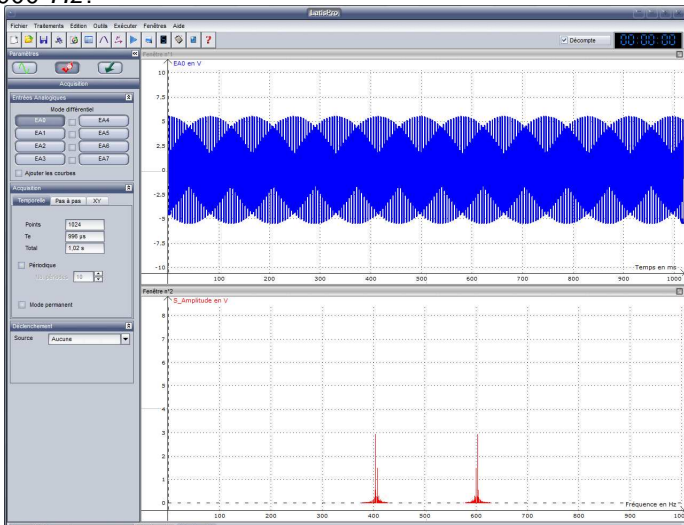 Fichier Traitements Edition Outils Exécuter Fenêtres Aide
Décompte
00:00:00
Paramètres
Acquisition
Entrées Analogiques
Mode différentiel
EA0 EA4
EA1 EA5
EA2 EA6
EA3 EA7
Ajouter les courbes
Acquisition
Temporelle Pas à pas XY
Points 1024
Te 996 µs
Total 1,02 s
Périodique
Nb périodes 10
Mode permanent
Déclenchement
Source Aucune
Fenêtre n°1
EA0 en V
10
7.5
5
2.5
0
-2.5
-5
-7.5
-10
Temps en ms
100 200 300 400 500 600 700 800 900 1000
Fenêtre n°2
S_Amplitude en V
8
7
6
5
4
3
2
1
0
Fréquence en Hz
100 200 300 400 500 600 700 800 900 100